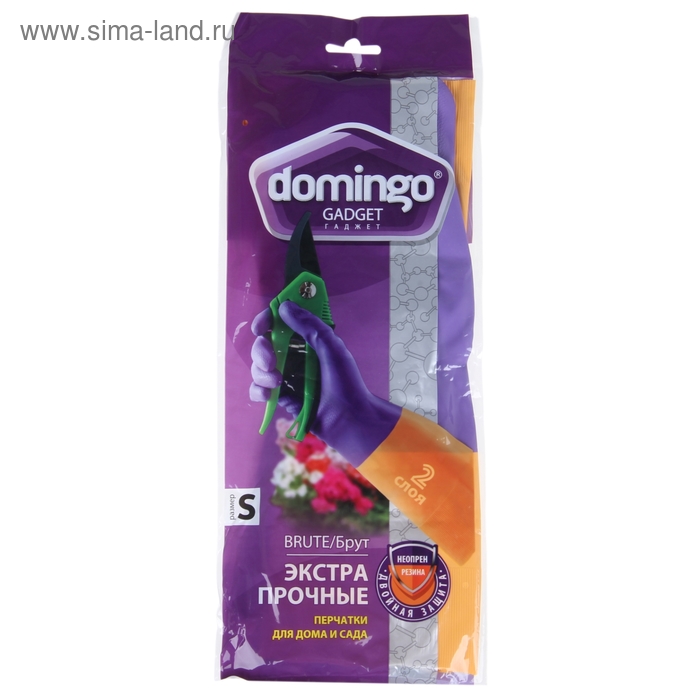 © www.sima-land.ru
domingo®
GADGET
ГАДЖЕТ
2
слоя
размер S
BRUTE/Брут
ЭКСТРА
ПРОЧНЫЕ
ПЕРЧАТКИ
ДЛЯ ДОМА И САДА
НЕОПРЕН
РЕЗИНА
ДВОЙНАЯ ЗАЩИТА